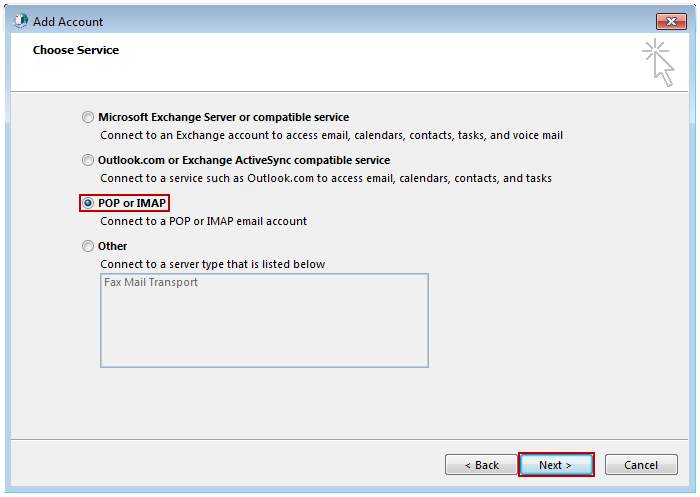 Add Account
Choose Service
Microsoft Exchange Server or compatible service
Connect to an Exchange account to access email, calendars, contacts, tasks, and voice mail
Outlook.com or Exchange ActiveSync compatible service
Connect to a service such as Outlook.com to access email, calendars, contacts, and tasks
POP or IMAP
Connect to a POP or IMAP email account
Other
Connect to a server type that is listed below
Fax Mail Transport
< Back Next > Cancel